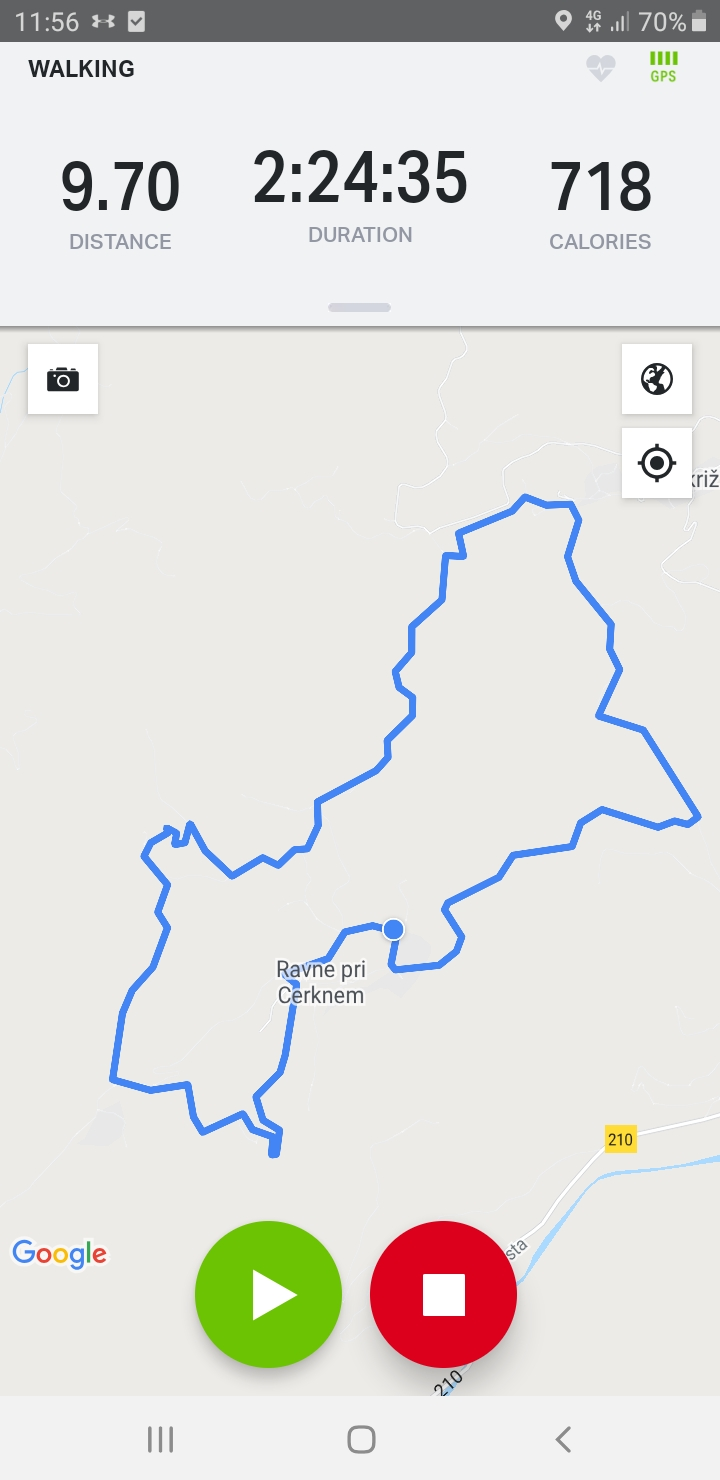 11:56
4G
70%
WALKING
GPS
9.70
2:24:35
718
DISTANCE
DURATION
CALORIES
križ
Ravne pri
Cerknem
210
sta
Google
210